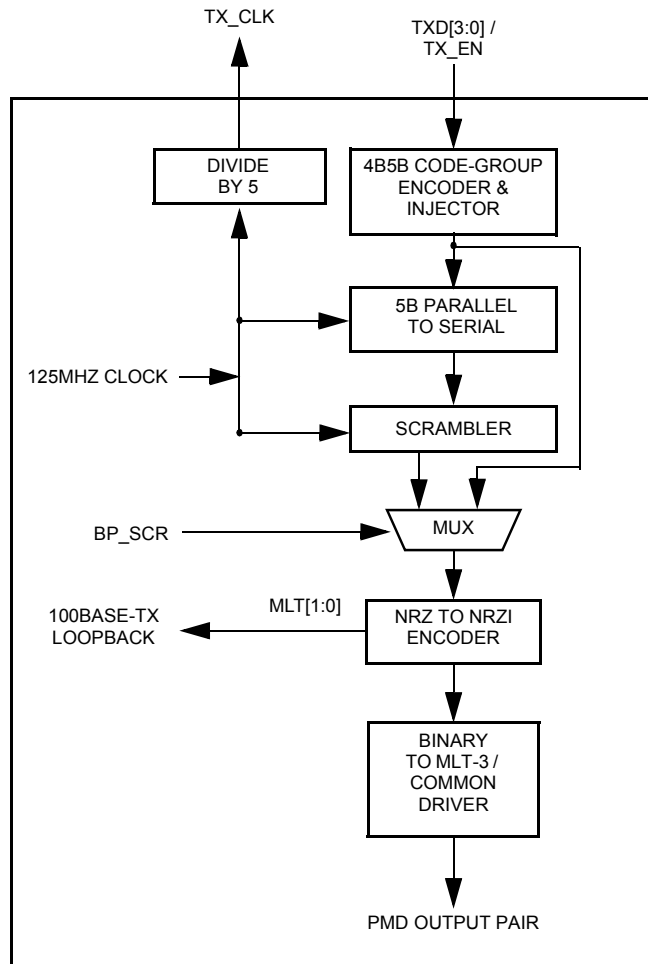 TX_CLK
TXD[3:0] /
TX_EN
DIVIDE
BY 5
4B5B CODE-GROUP
ENCODER &
INJECTOR
5B PARALLEL
TO SERIAL
125MHZ CLOCK
SCRAMBLER
BP_SCR
MUX
100BASE-TX
LOOPBACK
MLT[1:0]
NRZ TO NRZI
ENCODER
BINARY
TO MLT-3 /
COMMON
DRIVER
PMD OUTPUT PAIR